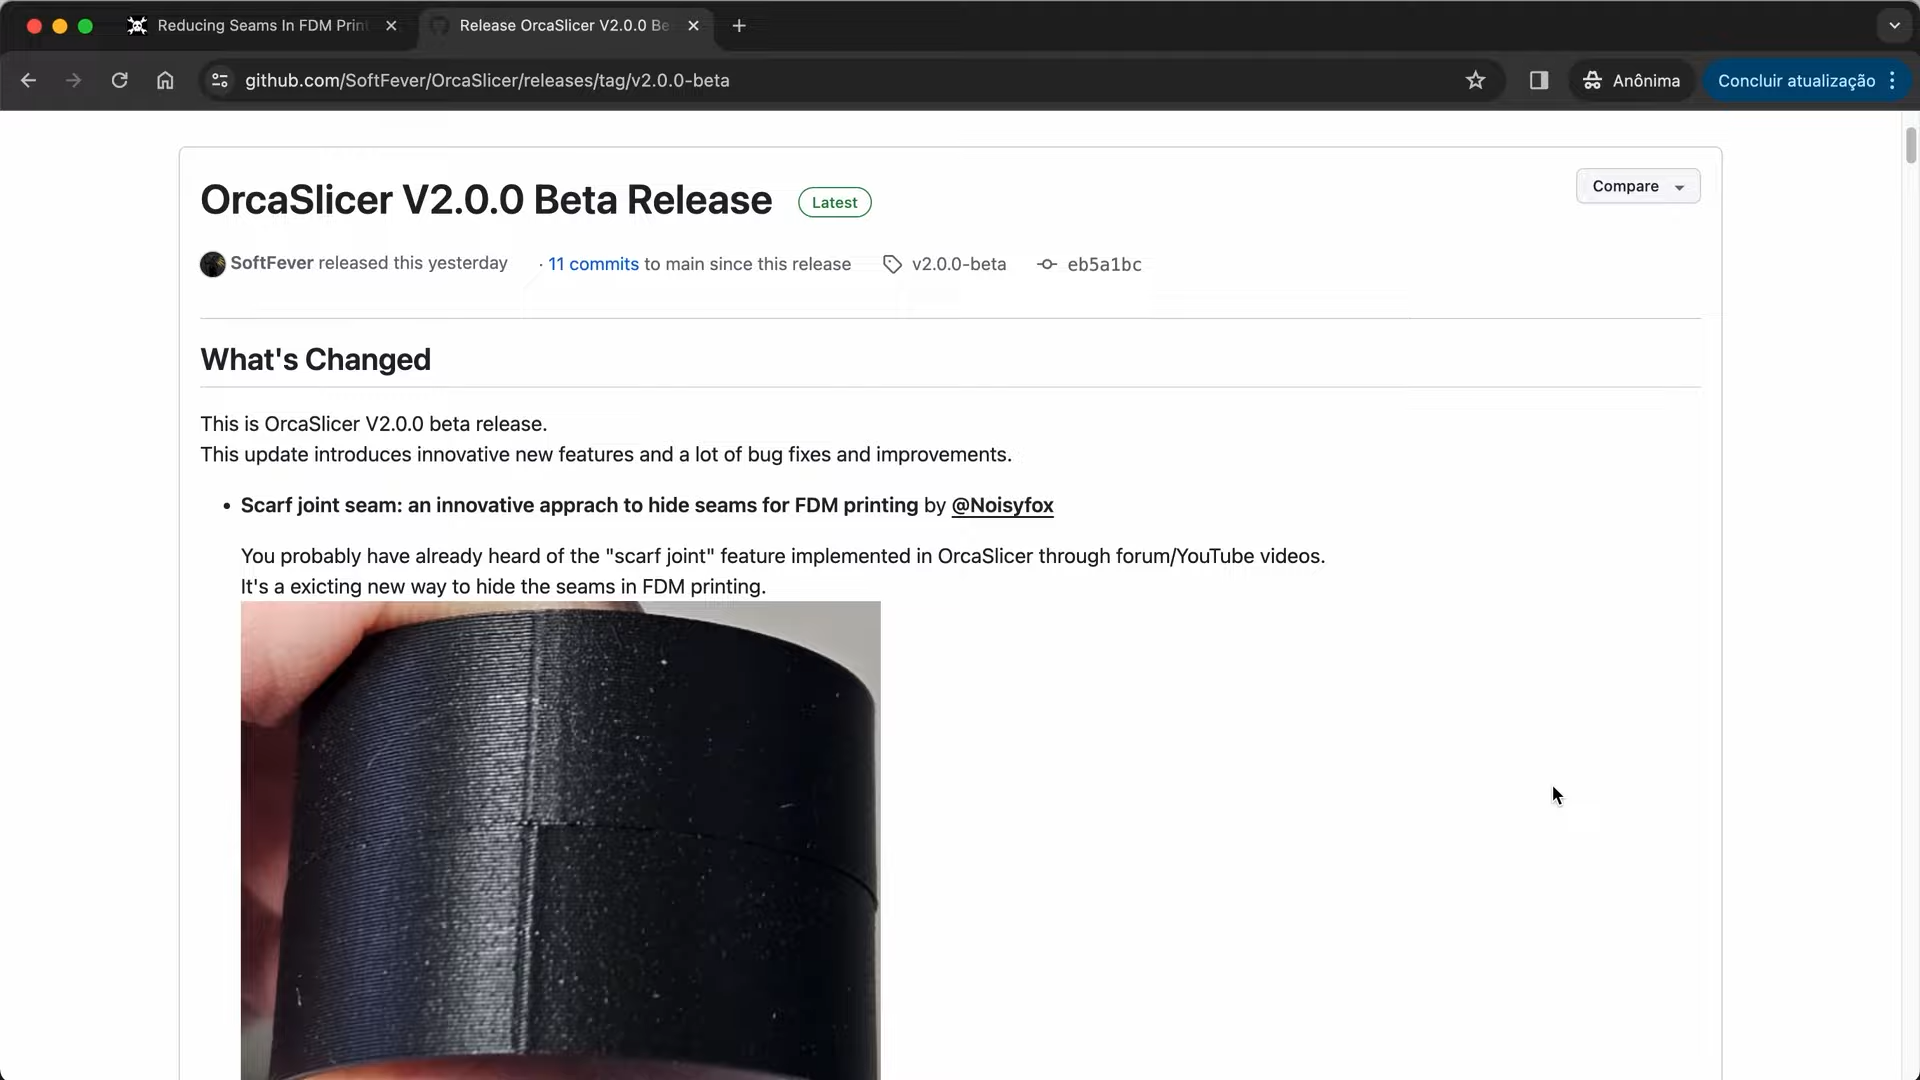 Reducing Seams In FDM Prin
Release OrcaSlicer V2.0.0 Be
github.com/SoftFever/OrcaSlicer/releases/tag/v2.0.0-beta
Anônima
Concluir atualização
OrcaSlicer V2.0.0 Beta Release
Latest
Compare
SoftFever released this yesterday · 11 commits to main since this release v2.0.0-beta eb5a1bc
What's Changed
This is OrcaSlicer V2.0.0 beta release.
This update introduces innovative new features and a lot of bug fixes and improvements.
• Scarf joint seam: an innovative apprach to hide seams for FDM printing by @Noisyfox
You probably have already heard of the "scarf joint" feature implemented in OrcaSlicer through forum/YouTube videos.
It's a exicting new way to hide the seams in FDM printing.